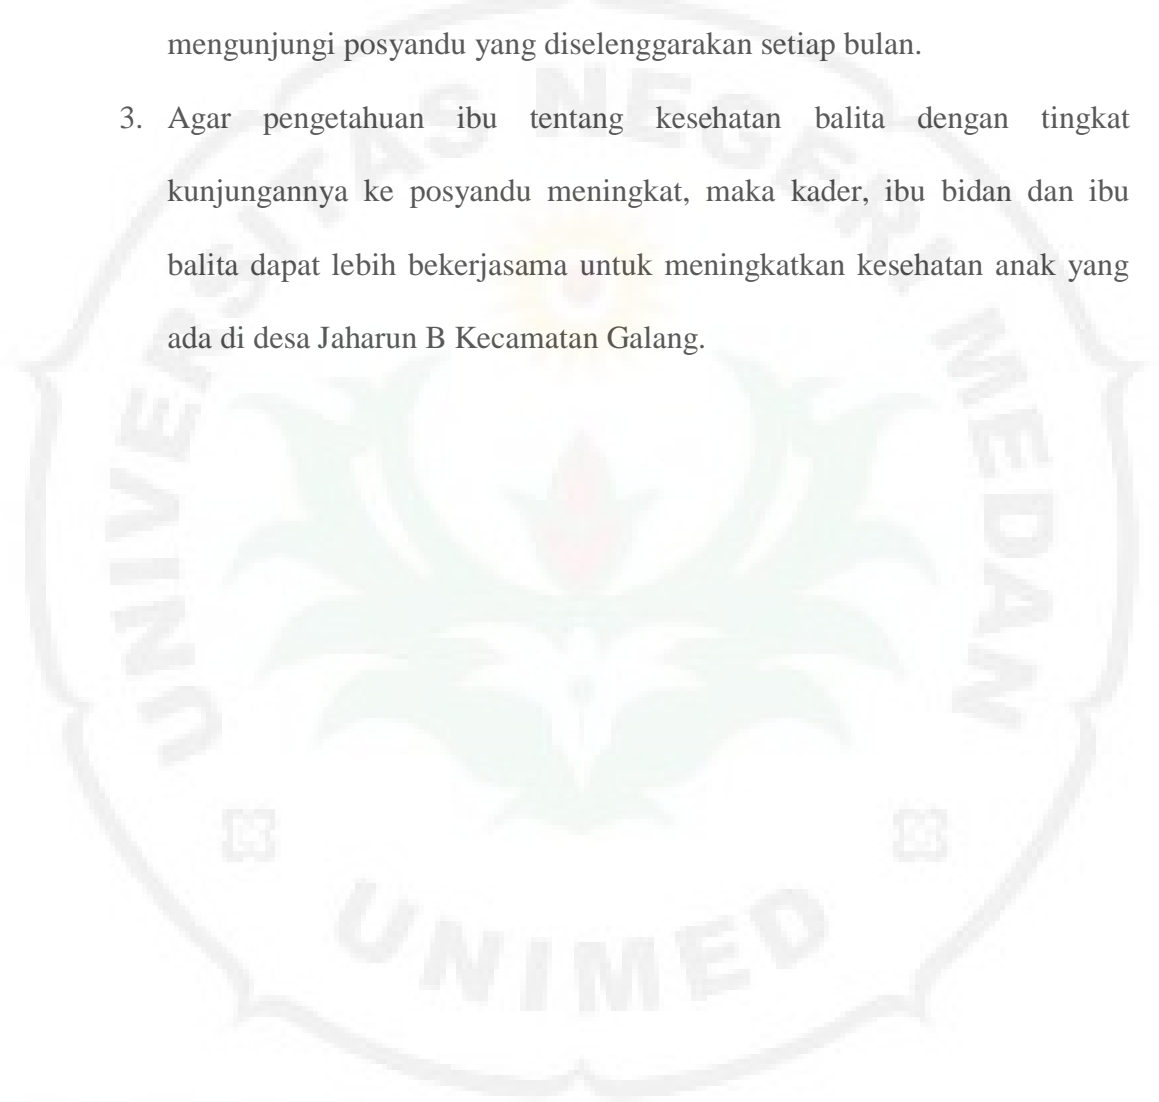 mengunjungi posyandu yang diselenggarakan setiap bulan.
3. Agar pengetahuan ibu tentang kesehatan balita dengan tingkat
kunjungannya ke posyandu meningkat, maka kader, ibu bidan dan ibu
balita dapat lebih bekerjasama untuk meningkatkan kesehatan anak yang
ada di desa Jaharun B Kecamatan Galang.
UNIVERSITAS NEGERI MEDAN
UNIMED